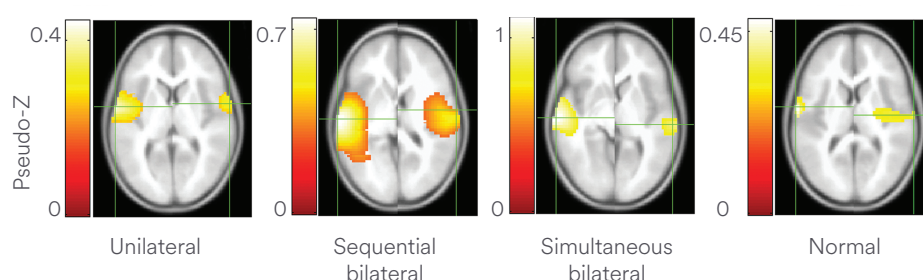 0.4
0.7
1
0.45
Pseudo-Z
0
0
0
0
Unilateral
Sequential
bilateral
Simultaneous
bilateral
Normal